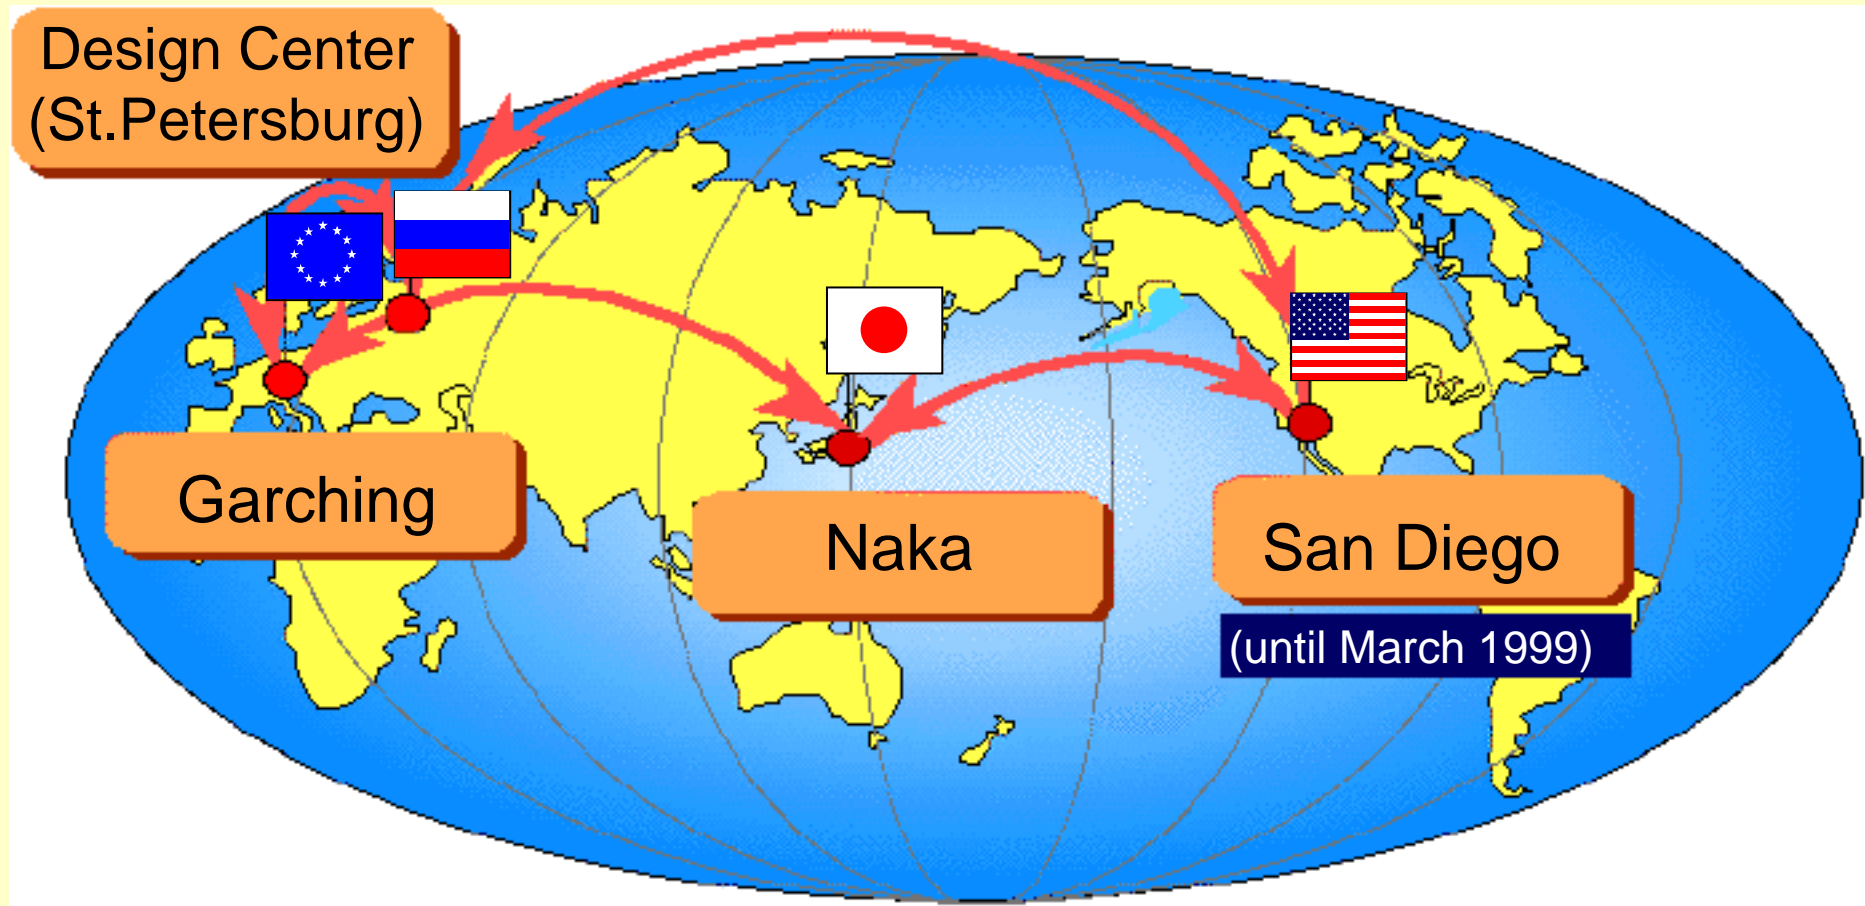 Design Center
(St.Petersburg)
Garching
Naka
San Diego
(until March 1999)